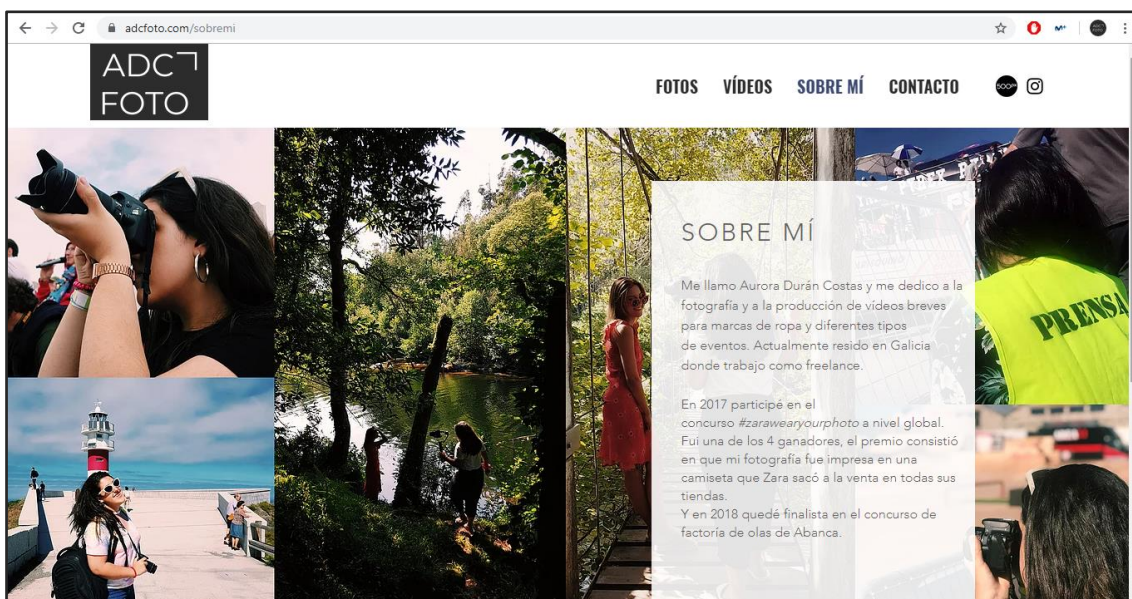 adcfoto.com/sobremi
ADC
FOTO
FOTOS VÍDEOS SOBRE MÍ CONTACTO
500px
SOBRE MÍ
Me llamo Aurora Durán Costas y me dedico a la
fotografía y a la producción de vídeos breves
para marcas de ropa y diferentes tipos
de eventos. Actualmente resido en Galicia
donde trabajo como freelance.
En 2017 participé en el
concurso #zarawearyourphoto a nivel global.
Fui una de los 4 ganadores, el premio consistió
en que mi fotografía fue impresa en una
camiseta que Zara sacó a la venta en todas sus
tiendas.
Y en 2018 quedé finalista en el concurso de
factoría de olas de Abanca.
PRENSA